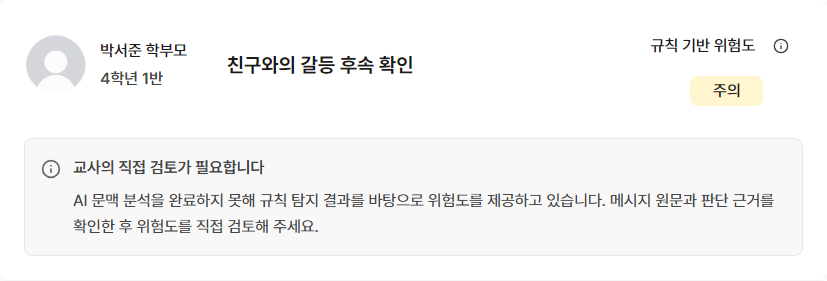 박서준 학부모
4학년 1반
친구와의 갈등 후속 확인
규칙 기반 위험도
주의
교사의 직접 검토가 필요합니다
AI 문맥 분석을 완료하지 못해 규칙 탐지 결과를 바탕으로 위험도를 제공하고 있습니다. 메시지 원문과 판단 근거를
확인한 후 위험도를 직접 검토해 주세요.